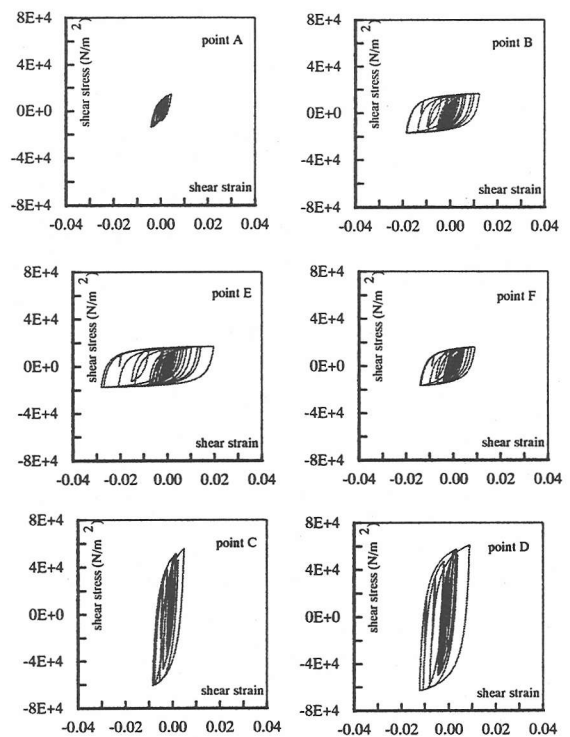 8E+4
4E+4
0E+0
-4E+4
-8E+4
shear stress (N/m
2)
point A
shear strain
-0.04 -0.02 0.00 0.02 0.04
8E+4
4E+4
0E+0
-4E+4
-8E+4
shear stress (N/m
2)
point B
shear strain
-0.04 -0.02 0.00 0.02 0.04
8E+4
4E+4
0E+0
-4E+4
-8E+4
shear stress (N/m
2)
point E
shear strain
-0.04 -0.02 0.00 0.02 0.04
8E+4
4E+4
0E+0
-4E+4
-8E+4
shear stress (N/m
2)
point F
shear strain
-0.04 -0.02 0.00 0.02 0.04
8E+4
4E+4
0E+0
-4E+4
-8E+4
shear stress (N/m
2)
point C
shear strain
-0.04 -0.02 0.00 0.02 0.04
8E+4
4E+4
0E+0
-4E+4
-8E+4
shear stress (N/m
2)
point D
shear strain
-0.04 -0.02 0.00 0.02 0.04